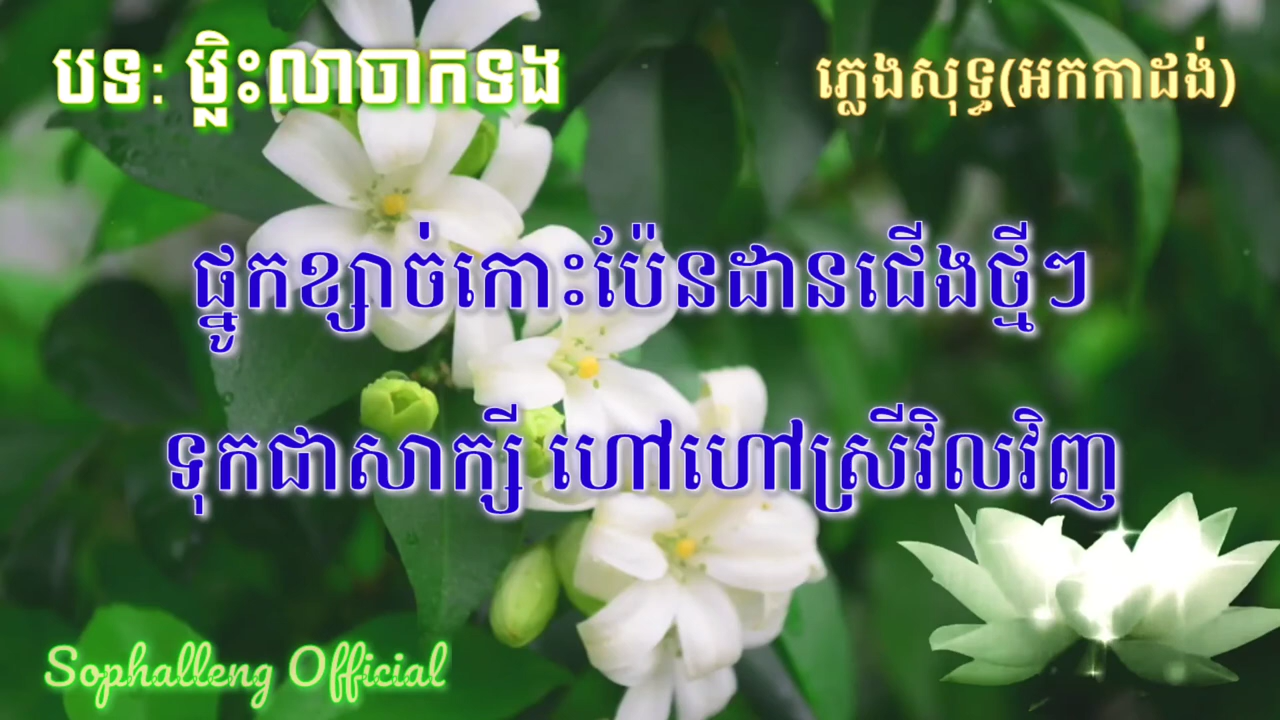 បទ: ម្លិះលាចាកទង
ភ្លេងសុទ្ធ(អកកាដង់)
ផ្នូកខ្សាច់កោះប៉ែនដានជើងថ្មីៗ
ទុកជាសាក្សី ហៅហៅស្រីវិលវិញ
Sophalleng Official